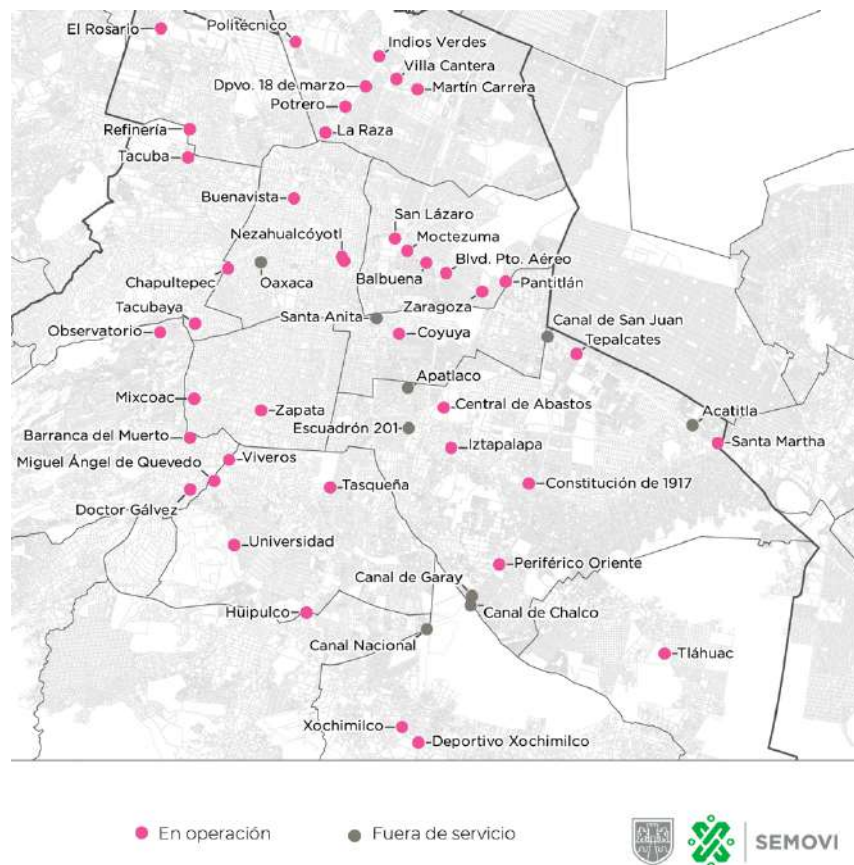 El Rosario
Politécnico
Indios Verdes
Villa Cantera
Dpvo. 18 de marzo
Martín Carrera
Potrero
Refinería
La Raza
Tacuba
Buenavista
San Lázaro
Nezahualcóyotl
Moctezuma
Blvd. Pto. Aéreo
Chapultepec
Oaxaca
Balbuena
Pantitlán
Zaragoza
Tacubaya
Santa Anita
Canal de San Juan
Observatorio
Coyuya
Tepalcates
Apatlaco
Mixcoac
Zapata
Central de Abastos
Acatitla
Escuadrón 201
Barranca del Muerto
Santa Martha
Iztapalapa
Viveros
Miguel Ángel de Quevedo
Tasqueña
Constitución de 1917
Doctor Gálvez
Universidad
Periférico Oriente
Canal de Garay
Hüipulco
Canal de Chalco
Canal Nacional
Tláhuac
Xochimilco
Deportivo Xochimilco
En operación
Fuera de servicio
SEMOVI